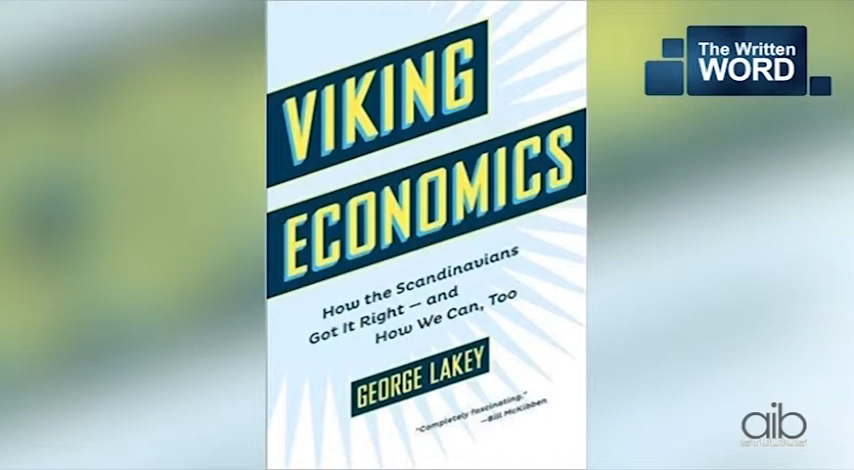 VIKING
ECONOMICS
How the Scandinavians
Got It Right — and
How We Can, Too
GEORGE LAKEY
"Completely fascinating."
—Bill McKibben
The Written
WORD
aib
STUDIOS